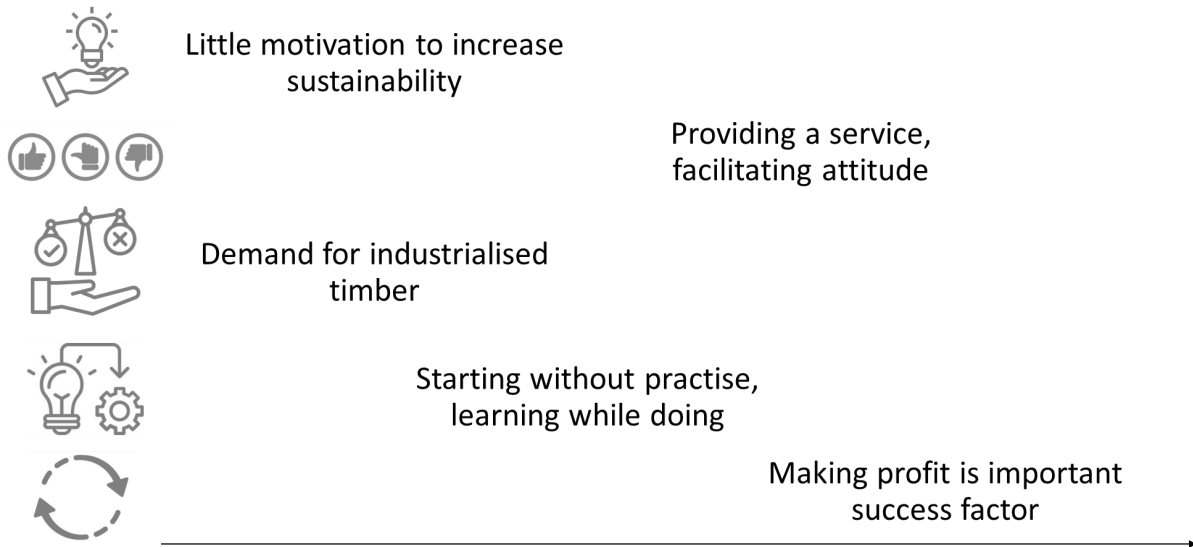 Little motivation to increase
sustainability
Providing a service,
facilitating attitude
Demand for industrialised
timber
Starting without practise,
learning while doing
Making profit is important
success factor